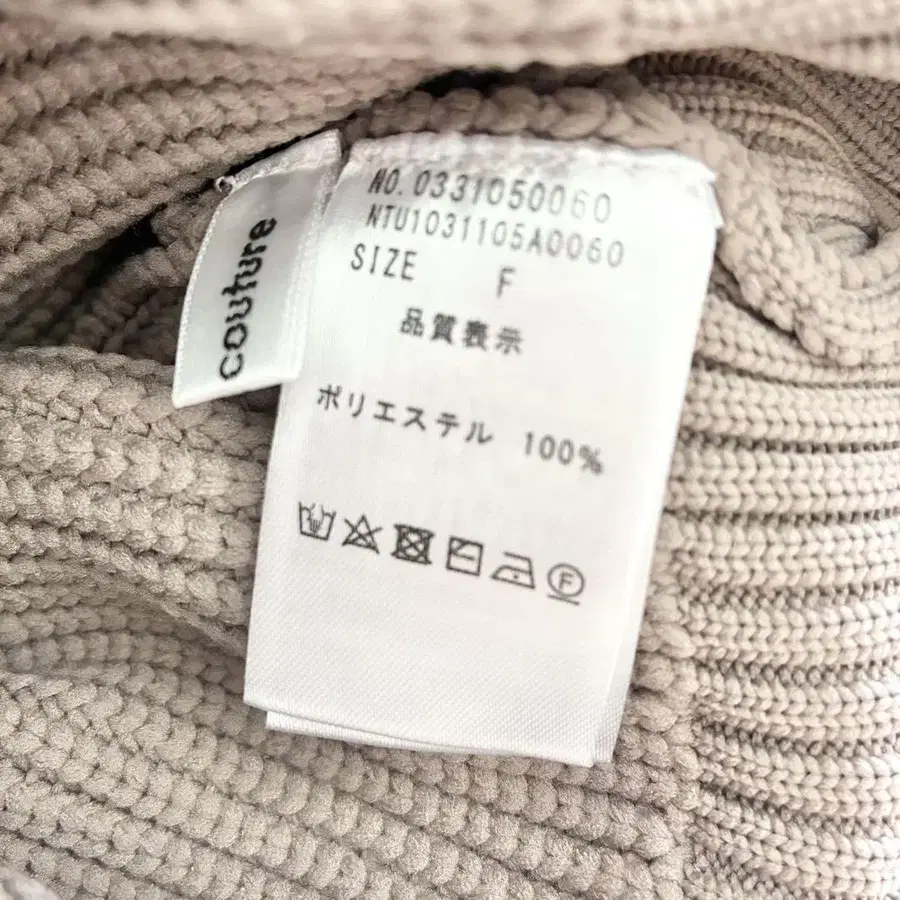 couture
NO. 0331050060
NTU1031105A0060
SIZE F
品質表示
ポリエステル 100%
F